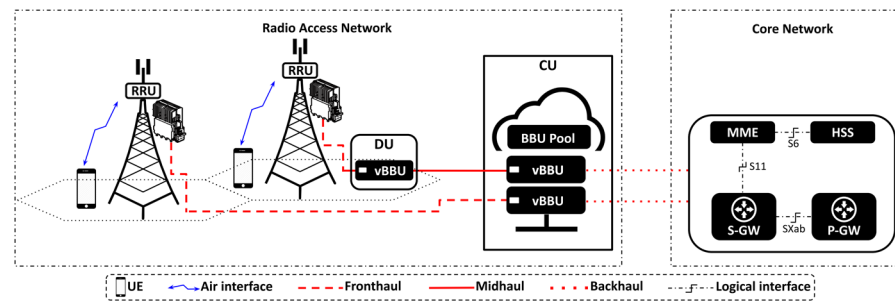 Radio Access Network
Core Network
RRU
RRU
CU
BBU Pool
DU
vBBU
vBBU
vBBU
MME
S6
HSS
S11
S-GW
SXab
P-GW
UE
Air interface
Fronthaul
Midhaul
Backhaul
Logical interface